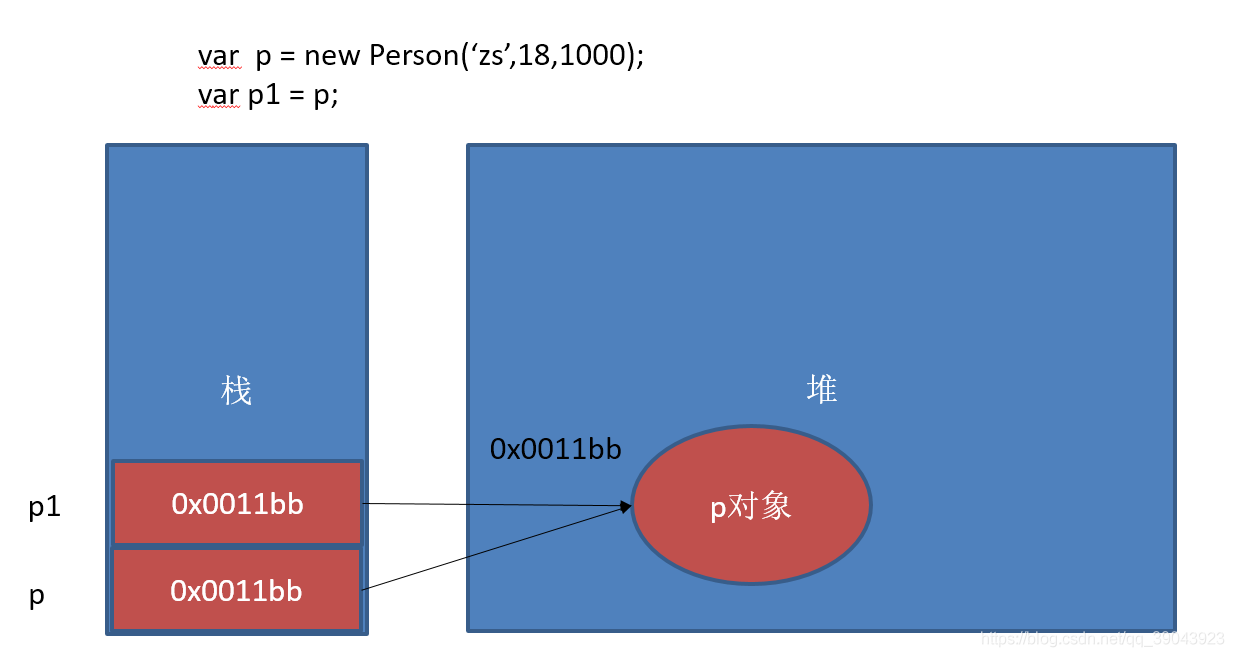 var p = new Person(‘zs’,18,1000);
var p1 = p;
栈
堆
0x0011bb
p1
0x0011bb
p对象
p
0x0011bb
https://blog.csdn.net/qq_39043923